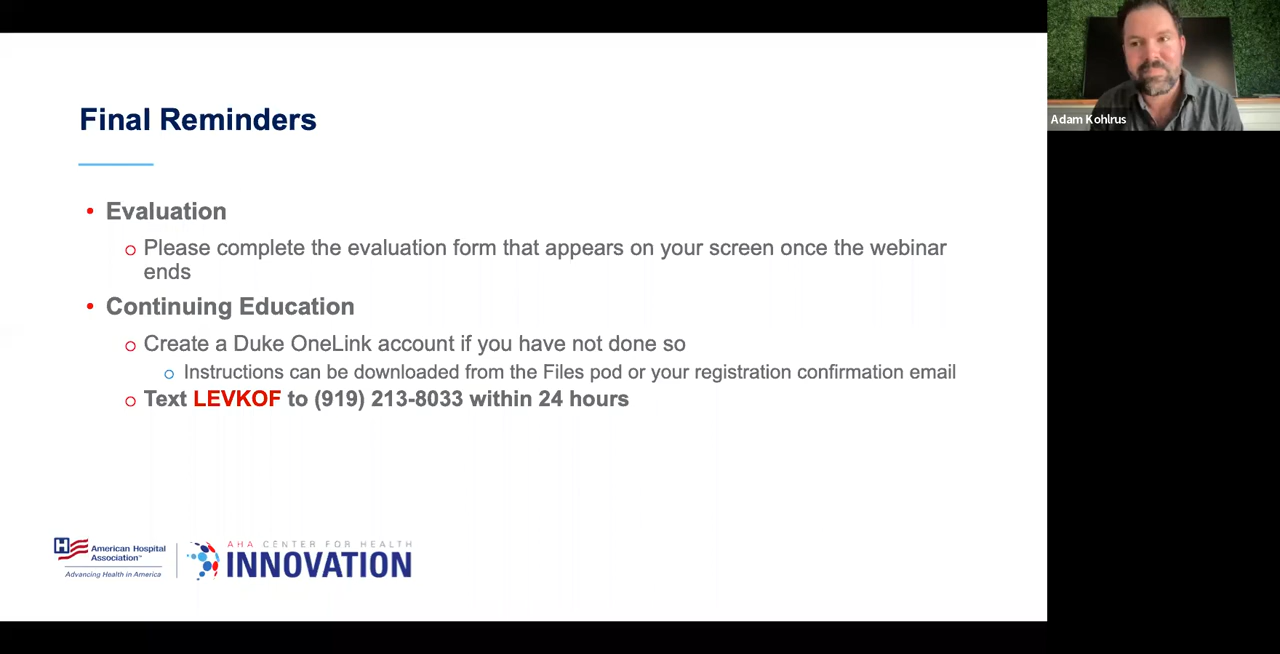 Final Reminders
Evaluation
Please complete the evaluation form that appears on your screen once the webinar
ends
Continuing Education
Create a Duke OneLink account if you have not done so
Instructions can be downloaded from the Files pod or your registration confirmation email
Text LEVKOF to (919) 213-8033 within 24 hours
H American Hospital
Association™
Advancing Health in America
AHA CENTER FOR HEALTH
INNOVATION
Adam Kohlrus